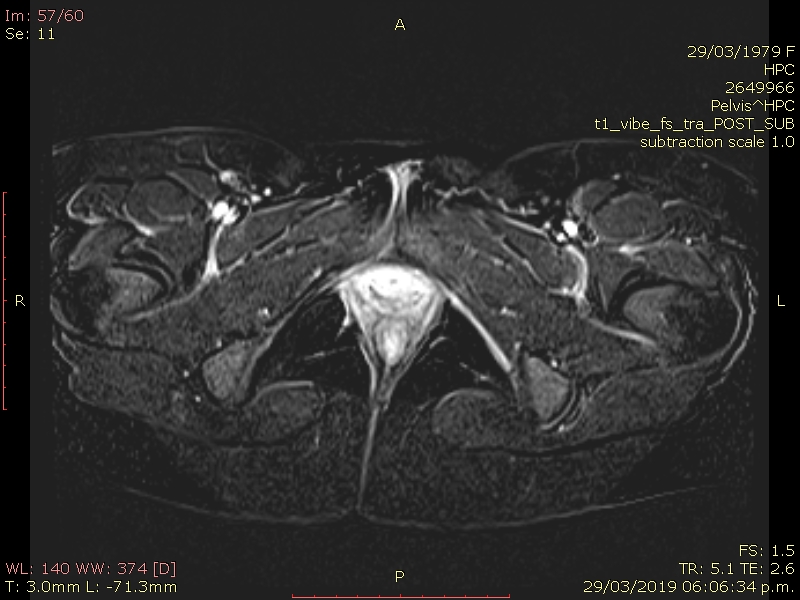 Im: 57/60
Se: 11
A
29/03/1979 F
HPC
2649966
Pelvis^HPC
t1_vibe_fs_tra_POST_SUB
subtraction scale 1.0
R
L
WL: 140 WW: 374 [D]
T: 3.0mm L: -71.3mm
P
FS: 1.5
TR: 5.1 TE: 2.6
29/03/2019 06:06:34 p.m.